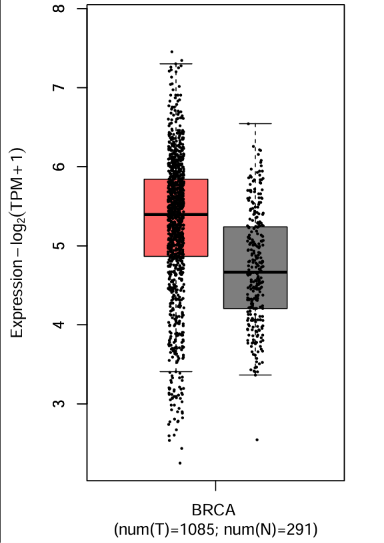 8
7
6
5
4
3
Expression−log₂(TPM+1)
BRCA
(num(T)=1085; num(N)=291)